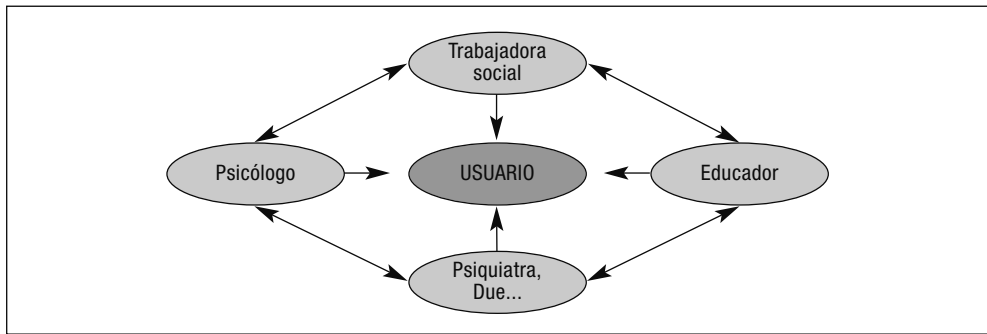 Trabajadora
social
Psicólogo
USUARIO
Educador
Psiquiatra,
Due...